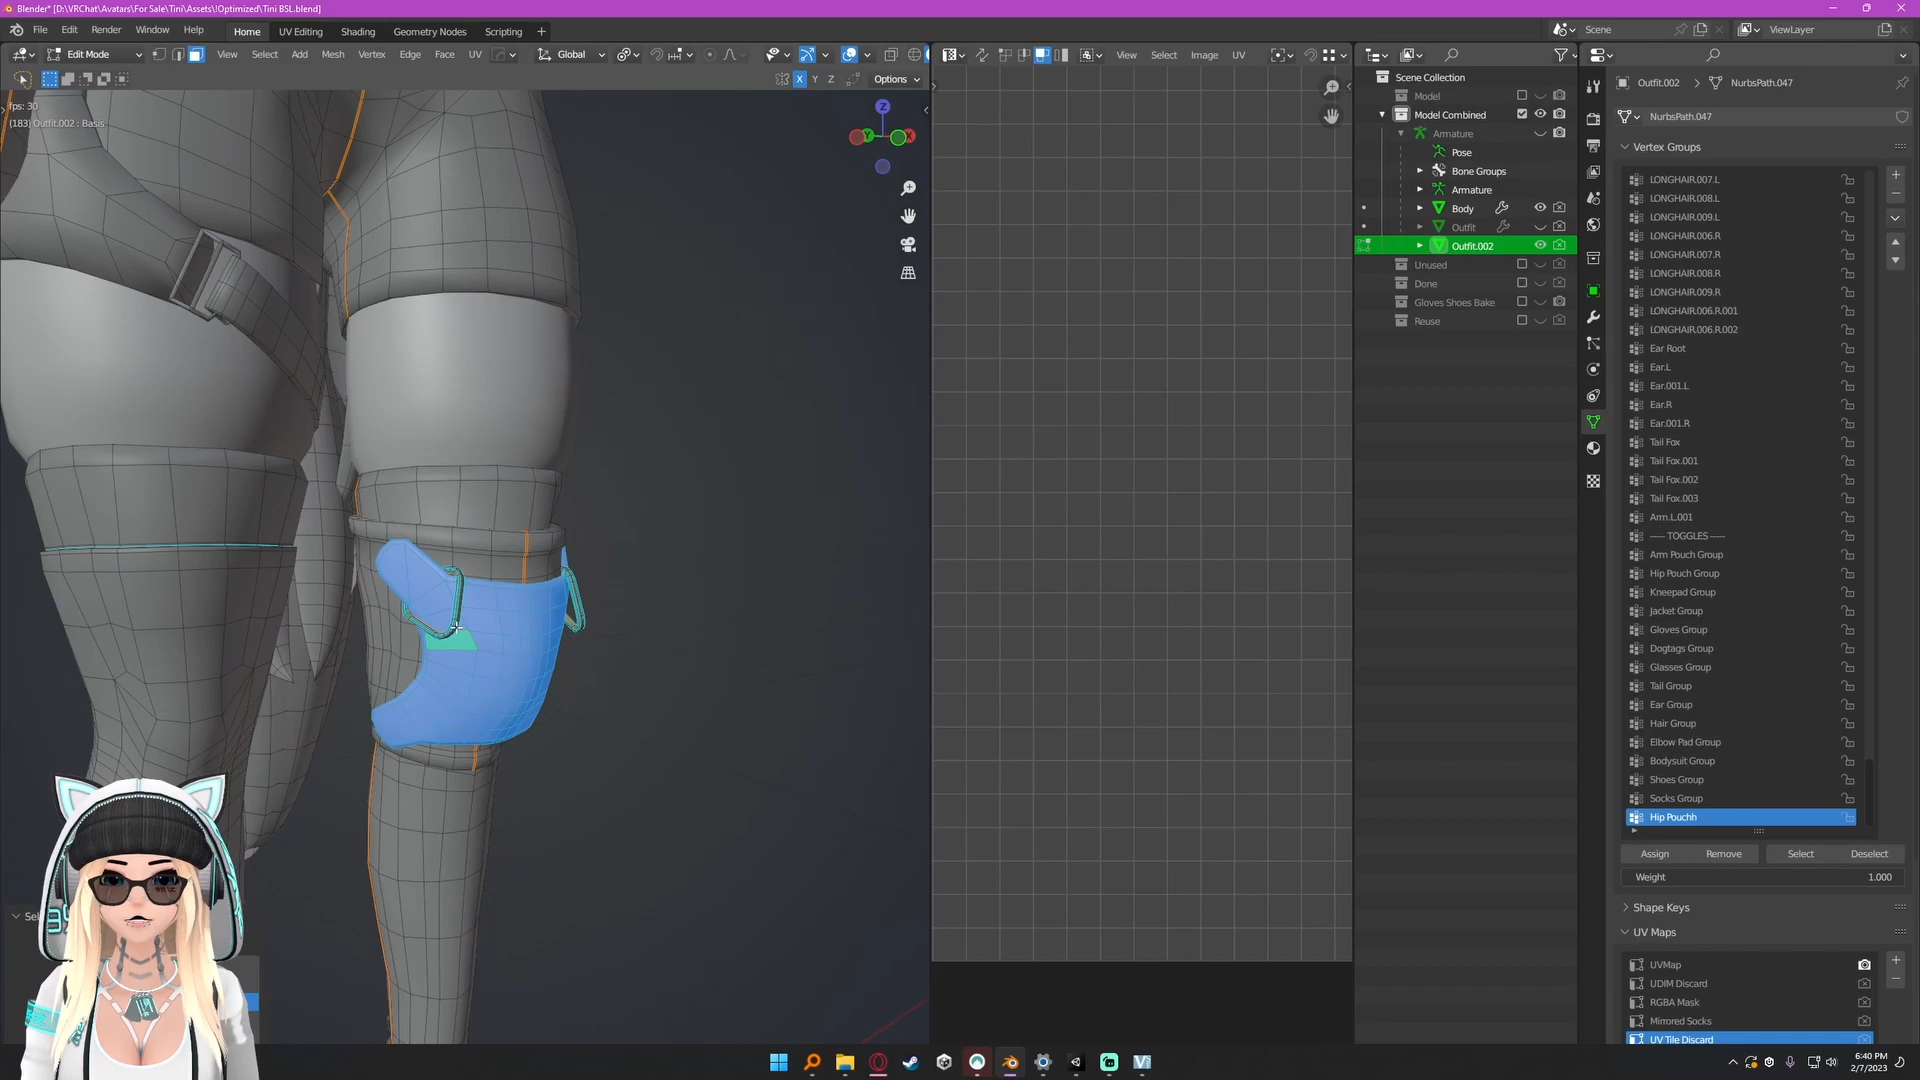 Blender* [D:\VRChat\Avatars\For Sale\Tini\Assets\!Optimized\Tini BSL.blend]
File Edit Render Window Help
Home UV Editing Shading Geometry Nodes Scripting +
Scene
ViewLayer
Edit Mode View Select Add Mesh Vertex Edge Face UV Global
View Select Image UV
X Y Z Options
fps: 30
(183) Outfit.002 : Basis
Z
X
Y
Scene Collection
Model
Model Combined
Armature
Pose
Bone Groups
Armature
Body
Outfit
Outfit.002
Unused
Done
Gloves Shoes Bake
Reuse
Outfit.002 > NurbsPath.047
NurbsPath.047
Vertex Groups
LONGHAIR.007.L
LONGHAIR.008.L
LONGHAIR.009.L
LONGHAIR.006.R
LONGHAIR.007.R
LONGHAIR.008.R
LONGHAIR.009.R
LONGHAIR.006.R.001
LONGHAIR.006.R.002
Ear Root
Ear.L
Ear.001.L
Ear.R
Ear.001.R
Tail Fox
Tail Fox.001
Tail Fox.002
Tail Fox.003
Arm.L.001
----- TOGGLES -----
Arm Pouch Group
Hip Pouch Group
Kneepad Group
Jacket Group
Gloves Group
Dogtags Group
Glasses Group
Tail Group
Ear Group
Hair Group
Elbow Pad Group
Bodysuit Group
Shoes Group
Socks Group
Hip Pouchh
Assign Remove Select Deselect
Weight 1.000
Shape Keys
UV Maps
UVMap
UDIM Discard
RGBA Mask
Mirrored Socks
UV Tile Discard
Sel
6:40 PM
2/7/2023